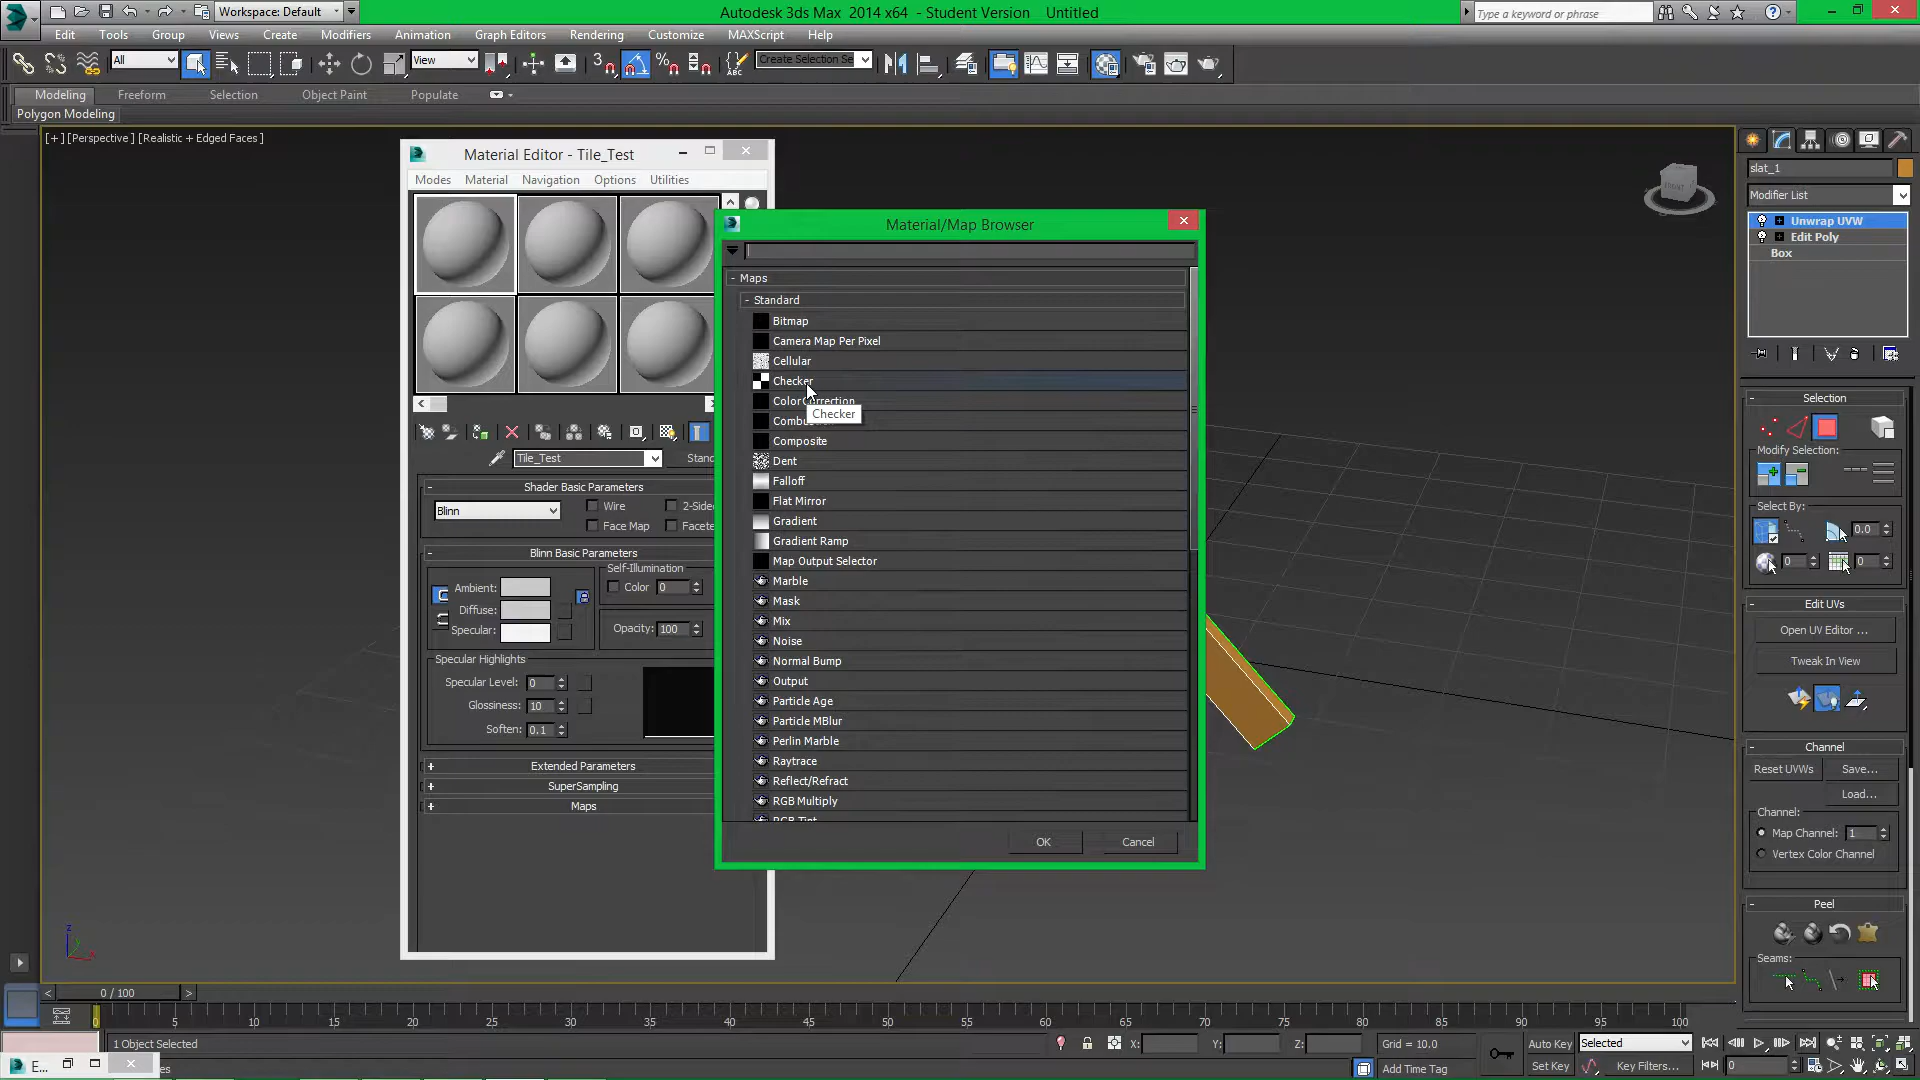 Workspace: Default
Autodesk 3ds Max 2014 x64 - Student Version Untitled
Type a keyword or phrase
Edit Tools Group Views Create Modifiers Animation Graph Editors Rendering Customize MAXScript Help
All
View
Create Selection Se
Modeling Freeform Selection Object Paint Populate
Polygon Modeling
[+] [Perspective] [Realistic + Edged Faces]
Material Editor - Tile_Test
Modes Material Navigation Options Utilities
Tile_Test
Shader Basic Parameters
Blinn
Wire
Face Map
Blinn Basic Parameters
Self-Illumination
Ambient:
Color 0
Diffuse:
Specular:
Opacity: 100
Specular Highlights
Specular Level: 0
Glossiness: 10
Soften: 0.1
Extended Parameters
SuperSampling
Maps
Material/Map Browser
- Maps
- Standard
Bitmap
Camera Map Per Pixel
Cellular
Checker
Checker
Composite
Dent
Falloff
Flat Mirror
Gradient
Gradient Ramp
Map Output Selector
Marble
Mask
Mix
Noise
Normal Bump
Output
Particle Age
Particle MBlur
Perlin Marble
Raytrace
Reflect/Refract
RGB Multiply
OK
Cancel
slat_1
Modifier List
Unwrap UVW
Edit Poly
Box
Selection
Modify Selection:
Select By:
0.0
0
0
Edit UVs
Open UV Editor ...
Tweak In View
Channel
Reset UVWs Save...
Load...
Channel:
Map Channel: 1
Vertex Color Channel
Peel
Seams:
z
0 / 100
0 5 10 15 20 25 30 35 40 45 50 55 60 65 70 75 80 85 90 95 100
1 Object Selected
X: Y: Z: Grid = 10.0
Auto Key Selected
E...
Add Time Tag
Set Key Key Filters...
0